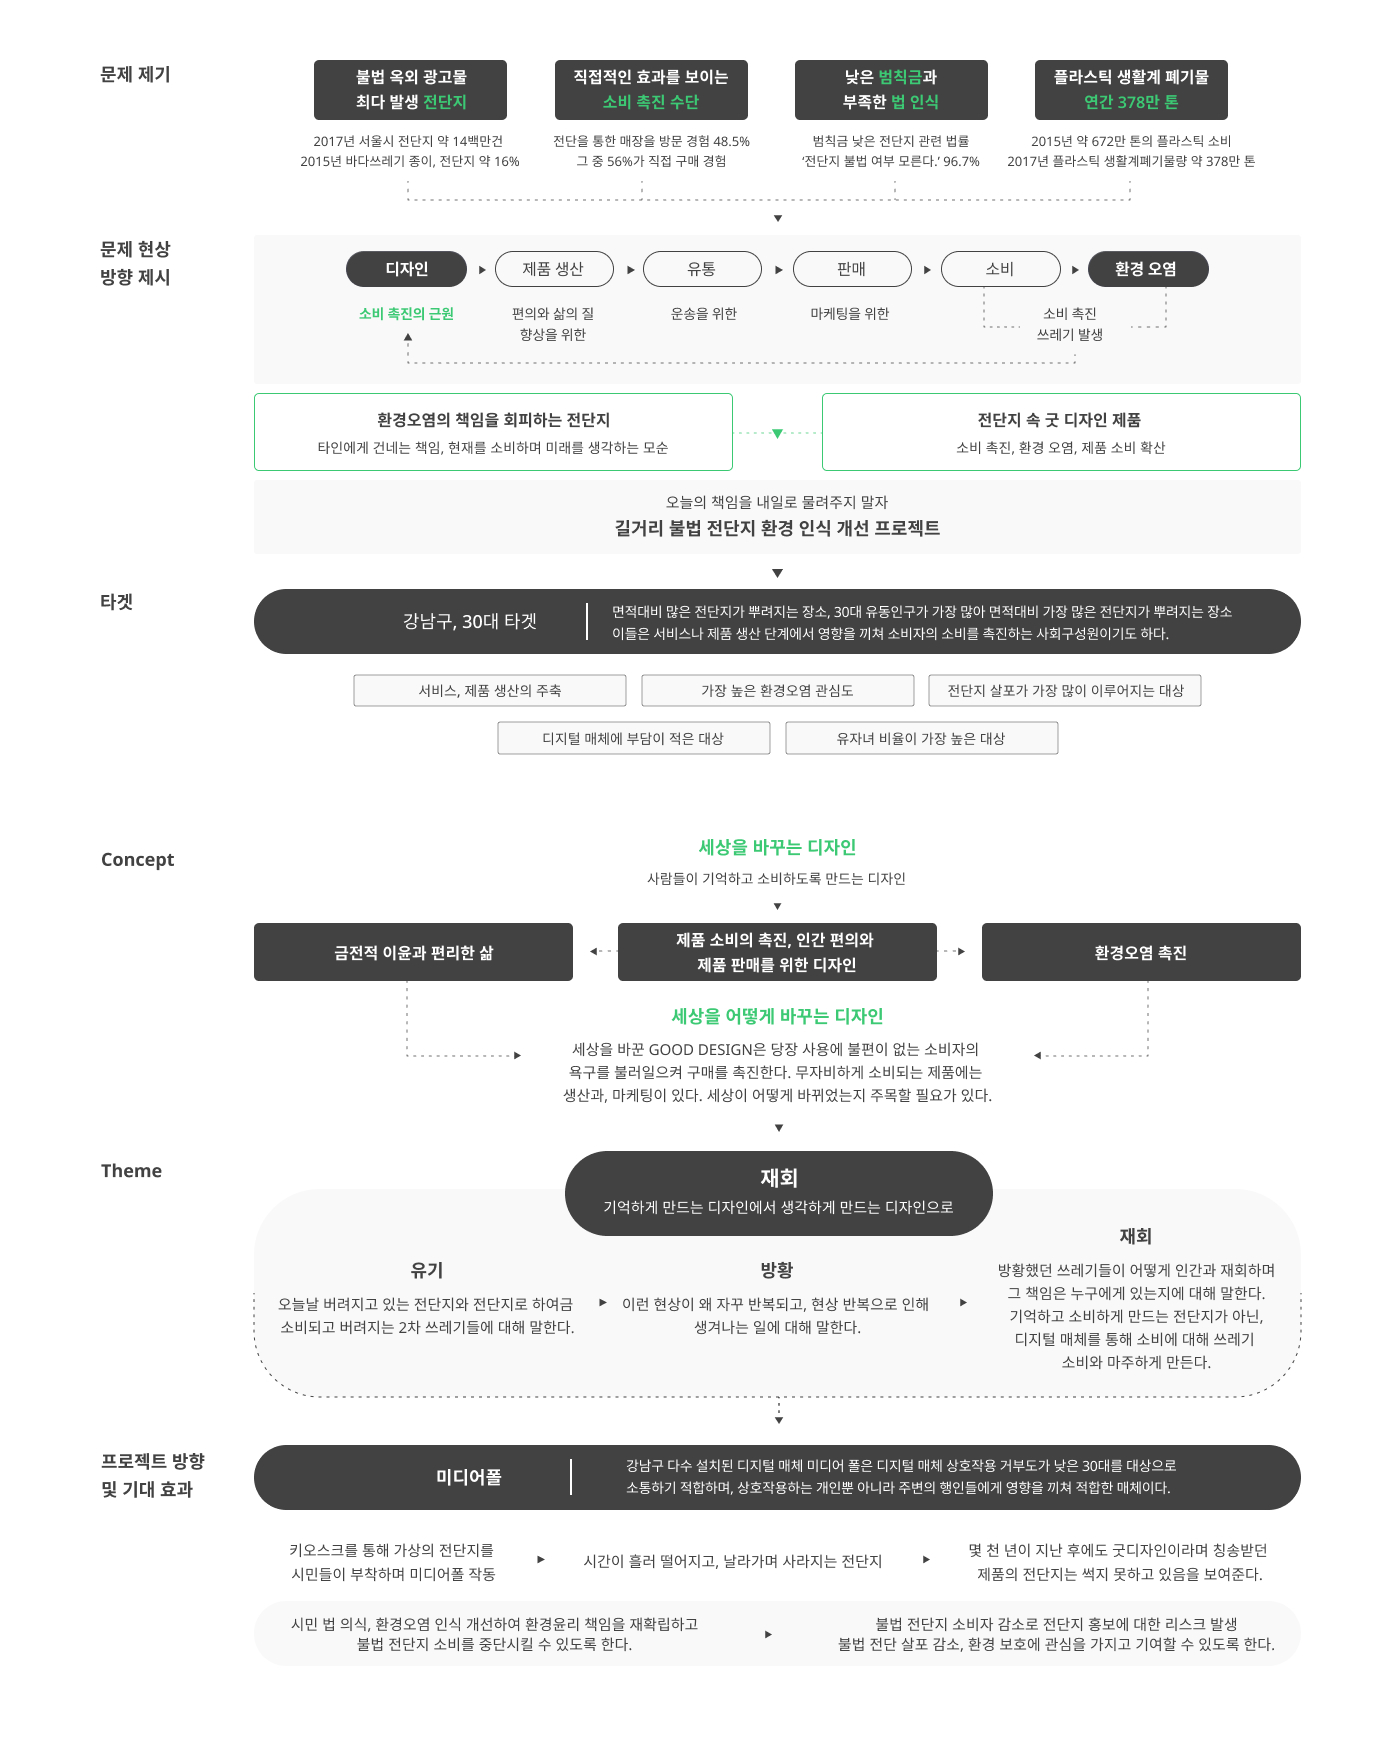 문제 제기
불법 옥외 광고물
최다 발생 전단지
2017년 서울시 전단지 약 14백만건
2015년 바다쓰레기 종이, 전단지 약 16%
직접적인 효과를 보이는
소비 촉진 수단
전단을 통한 매장을 방문 경험 48.5%
그 중 56%가 직접 구매 경험
낮은 범칙금과
부족한 법 인식
범칙금 낮은 전단지 관련 법률
‘전단지 불법 여부 모른다.’ 96.7%
플라스틱 생활계 폐기물
연간 378만 톤
2015년 약 672만 톤의 플라스틱 소비
2017년 플라스틱 생활계폐기물량 약 378만 톤
문제 현상
방향 제시
디자인
제품 생산
유통
판매
소비
환경 오염
소비 촉진의 근원
편의와 삶의 질
향상을 위한
운송을 위한
마케팅을 위한
소비 촉진
쓰레기 발생
환경오염의 책임을 회피하는 전단지
타인에게 건네는 책임, 현재를 소비하며 미래를 생각하는 모순
전단지 속 굿 디자인 제품
소비 촉진, 환경 오염, 제품 소비 확산
오늘의 책임을 내일로 물려주지 말자
길거리 불법 전단지 환경 인식 개선 프로젝트
타겟
강남구, 30대 타겟
면적대비 많은 전단지가 뿌려지는 장소, 30대 유동인구가 가장 많아 면적대비 가장 많은 전단지가 뿌려지는 장소
이들은 서비스나 제품 생산 단계에서 영향을 끼쳐 소비자의 소비를 촉진하는 사회구성원이기도 하다.
서비스, 제품 생산의 주축
가장 높은 환경오염 관심도
전단지 살포가 가장 많이 이루어지는 대상
디지털 매체에 부담이 적은 대상
유자녀 비율이 가장 높은 대상
Concept
세상을 바꾸는 디자인
사람들이 기억하고 소비하도록 만드는 디자인
금전적 이윤과 편리한 삶
제품 소비의 촉진, 인간 편의와
제품 판매를 위한 디자인
환경오염 촉진
세상을 어떻게 바꾸는 디자인
세상을 바꾼 GOOD DESIGN은 당장 사용에 불편이 없는 소비자의
욕구를 불러일으켜 구매를 촉진한다. 무자비하게 소비되는 제품에는
생산과, 마케팅이 있다. 세상이 어떻게 바뀌었는지 주목할 필요가 있다.
Theme
재회
기억하게 만드는 디자인에서 생각하게 만드는 디자인으로
유기
오늘날 버려지고 있는 전단지와 전단지로 하여금
소비되고 버려지는 2차 쓰레기들에 대해 말한다.
방황
이런 현상이 왜 자꾸 반복되고, 현상 반복으로 인해
생겨나는 일에 대해 말한다.
재회
방황했던 쓰레기들이 어떻게 인간과 재회하며
그 책임은 누구에게 있는지에 대해 말한다.
기억하고 소비하게 만드는 전단지가 아닌,
디지털 매체를 통해 소비에 대해 쓰레기
소비와 마주하게 만든다.
프로젝트 방향
및 기대 효과
미디어폴
강남구 다수 설치된 디지털 매체 미디어 폴은 디지털 매체 상호작용 거부도가 낮은 30대를 대상으로
소통하기 적합하며, 상호작용하는 개인뿐 아니라 주변의 행인들에게 영향을 끼쳐 적합한 매체이다.
키오스크를 통해 가상의 전단지를
시민들이 부착하며 미디어폴 작동
시간이 흘러 떨어지고, 날라가며 사라지는 전단지
몇 천 년이 지난 후에도 굿디자인이라며 칭송받던
제품의 전단지는 썩지 못하고 있음을 보여준다.
시민 법 의식, 환경오염 인식 개선하여 환경윤리 책임을 재확립하고
불법 전단지 소비를 중단시킬 수 있도록 한다.
불법 전단지 소비자 감소로 전단지 홍보에 대한 리스크 발생
불법 전단 살포 감소, 환경 보호에 관심을 가지고 기여할 수 있도록 한다.